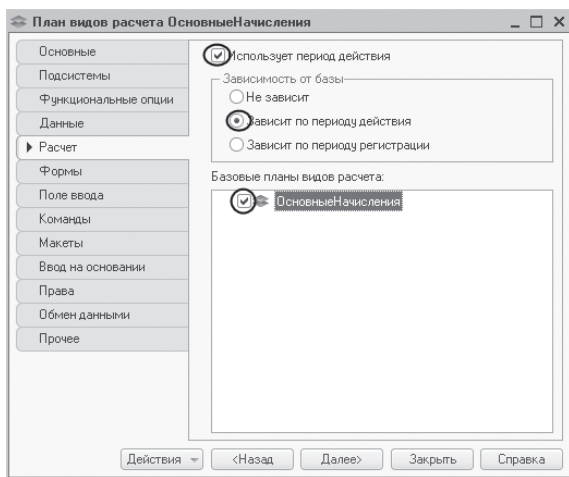 План видов расчета ОсновныеНачисления
Основные
Подсистемы
Функциональные опции
Данные
Расчет
Формы
Поле ввода
Команды
Макеты
Ввод на основании
Права
Обмен данными
Прочее
Использует период действия
Зависимость от базы
Не зависит
Зависит по периоду действия
Зависит по периоду регистрации
Базовые планы видов расчета:
ОсновныеНачисления
Действия
<Назад
Далее>
Закрыть
Справка